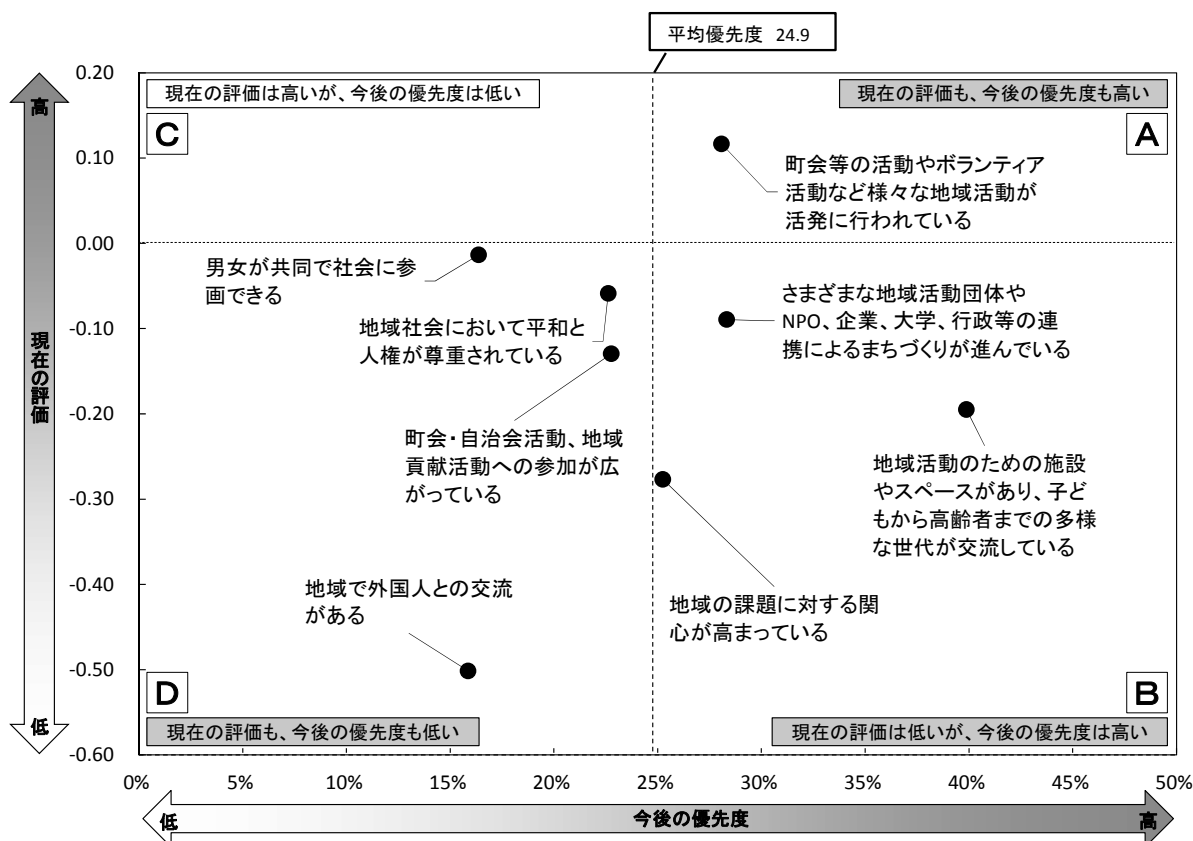 平均優先度 24.9
高
現在の評価
低
0.20
0.10
0.00
-0.10
-0.20
-0.30
-0.40
-0.50
-0.60
現在の評価は高いが、今後の優先度は低い
C
現在の評価も、今後の優先度も高い
A
町会等の活動やボランティア
活動など様々な地域活動が
活発に行われている
男女が共同で社会に参
画できる
地域社会において平和と
人権が尊重されている
さまざまな地域活動団体や
NPO、企業、大学、行政等の連
携によるまちづくりが進んでいる
町会・自治会活動、地域
貢献活動への参加が広
がっている
地域活動のための施設
やスペースがあり、子ど
もから高齢者までの多様
な世代が交流している
地域で外国人との交流
がある
地域の課題に対する関
心が高まっている
D
現在の評価も、今後の優先度も低い
B
現在の評価は低いが、今後の優先度は高い
0%
5%
10%
15%
20%
25%
30%
35%
40%
45%
50%
低
今後の優先度
高